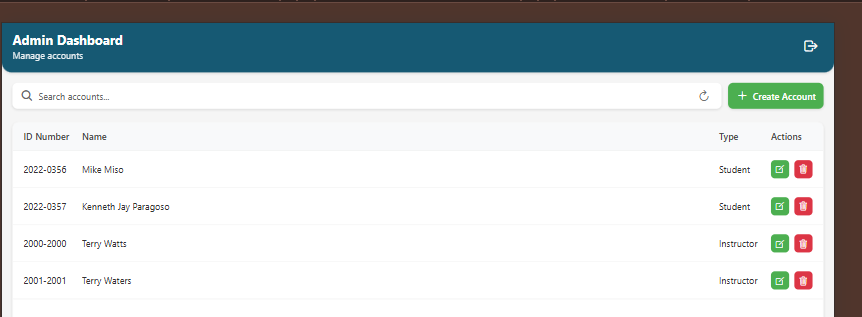 Admin Dashboard
Manage accounts
Search accounts...
Create Account
ID Number Name Type Actions
2022-0356 Mike Miso Student
2022-0357 Kenneth Jay Paragoso Student
2000-2000 Terry Watts Instructor
2001-2001 Terry Waters Instructor